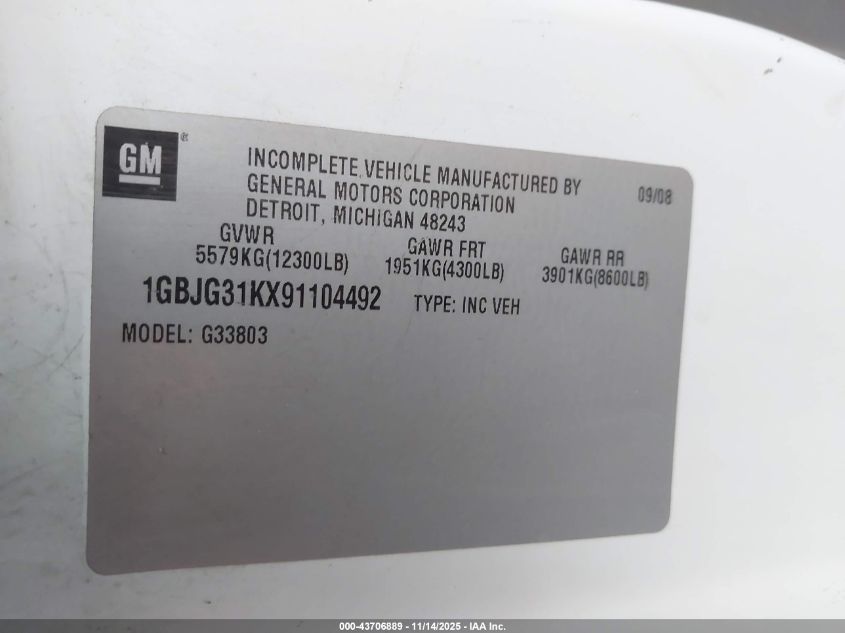 GM®
INCOMPLETE VEHICLE MANUFACTURED BY
GENERAL MOTORS CORPORATION
DETROIT, MICHIGAN 48243
09/08
GVWR
5579KG(12300LB)
GAWR FRT
1951KG(4300LB)
GAWR RR
3901KG(8600LB)
1GBJG31KX91104492
TYPE: INC VEH
MODEL: G33803
000-43706889 - 11/14/2025 - IAA Inc.